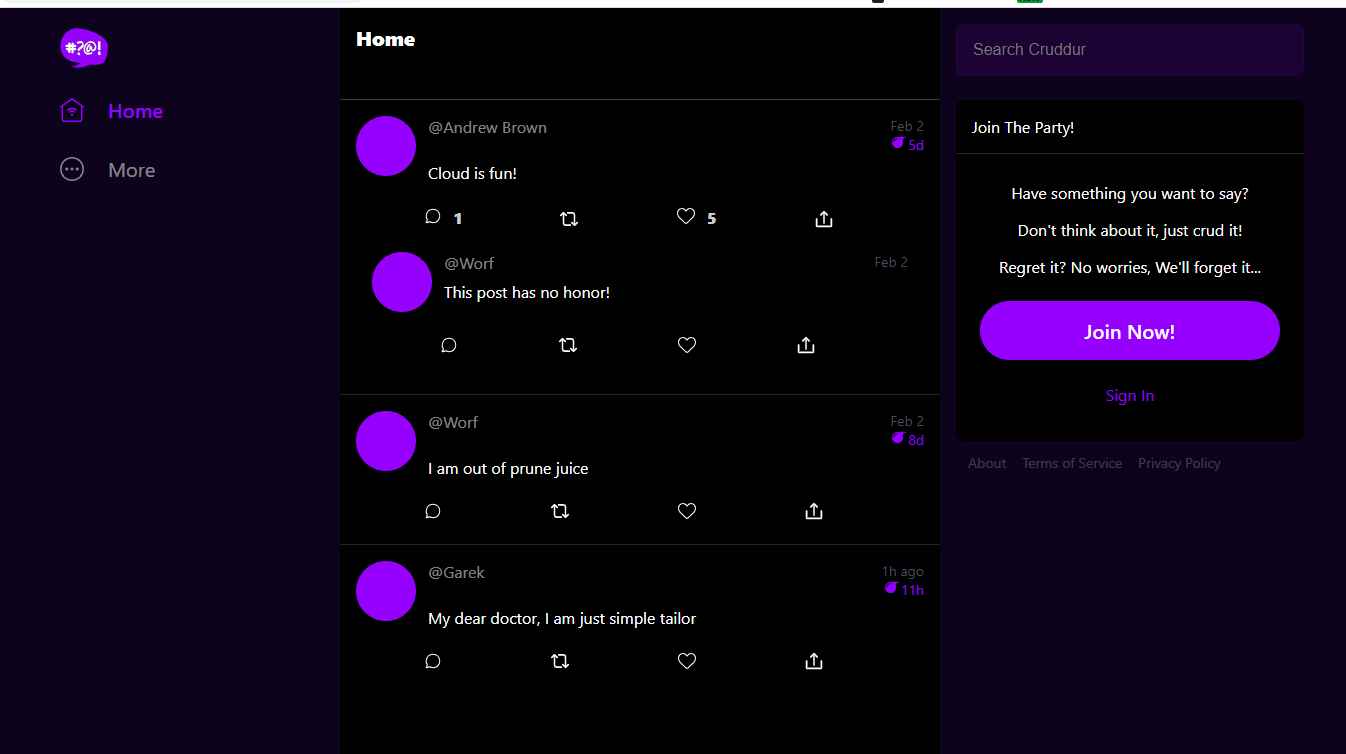 #?@!
Home
More
Home
@Andrew Brown
Feb 2
5d
Cloud is fun!
1
5
@Worf
Feb 2
This post has no honor!
@Worf
Feb 2
8d
I am out of prune juice
@Garek
1h ago
11h
My dear doctor, I am just simple tailor
Search Cruddur
Join The Party!
Have something you want to say?
Don't think about it, just crud it!
Regret it? No worries, We'll forget it...
Join Now!
Sign In
About Terms of Service Privacy Policy